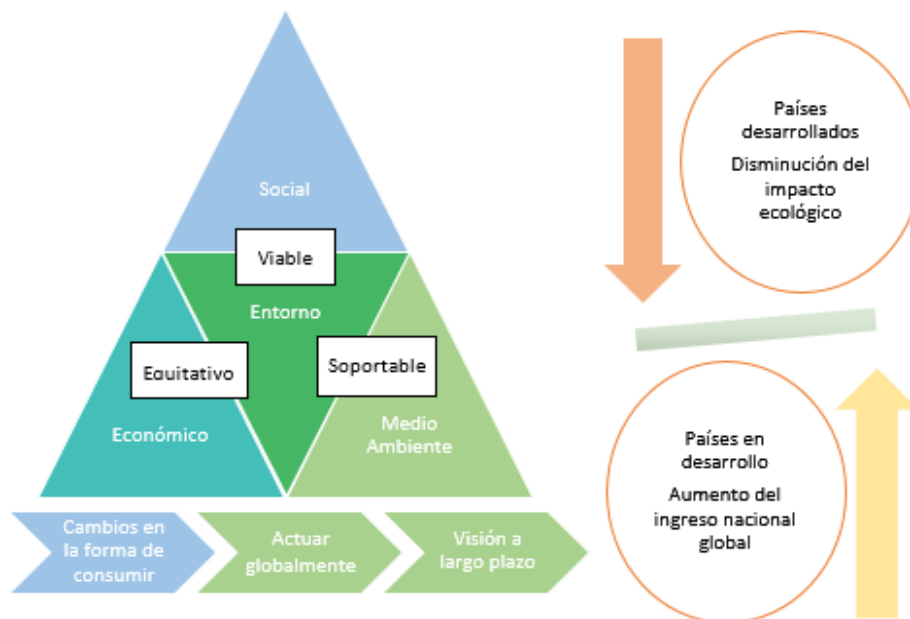 Social
Viable
Entorno
Equitativo
Soportable
Económico
Medio
Ambiente
Cambios en
la forma de
consumir
Actuar
globalmente
Visión a
largo plazo
Países
desarrollados
Disminución del
impacto
ecológico
Países en
desarrollo
Aumento del
ingreso nacional
global